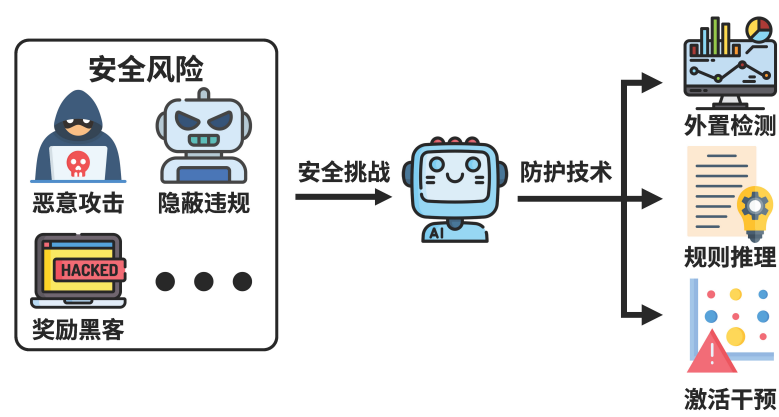 安全风险
恶意攻击
隐蔽违规
HACKED
奖励黑客
安全挑战
AI
防护技术
外置检测
规则推理
激活干预